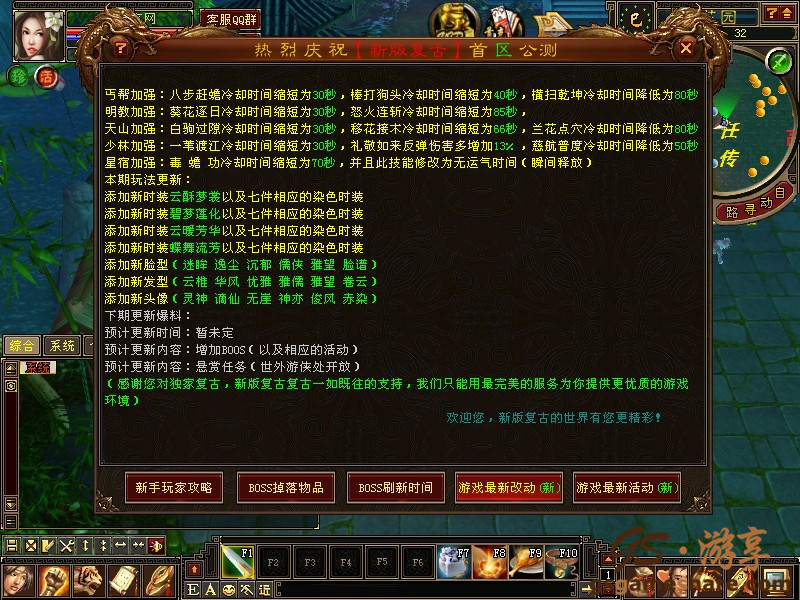 客服QQ群
元
32
热烈庆祝【新版复古】首区公测
珍
活
丐帮加强：八步赶蟾冷却时间缩短为30秒，棒打狗头冷却时间缩短为40秒，横扫乾坤冷却时间降低为80秒
明教加强：葵花逐日冷却时间缩短为30秒，怒火连斩冷却时间缩短为85秒，
天山加强：白驹过隙冷却时间缩短为30秒，移花接木冷却时间缩短为66秒，兰花点穴冷却时间降低为80秒
少林加强：一苇渡江冷却时间缩短为30秒，礼敬如来反弹伤害多增加13%，慈航普度冷却时间降低为50秒
星宿加强：毒 蟾 功冷却时间缩短为70秒，并且此技能修改为无运气时间（瞬间释放）
本期玩法更新：
添加新时装云酥梦裳以及七件相应的染色时装
添加新时装碧梦莲化以及七件相应的染色时装
添加新时装云暖芳华以及七件相应的染色时装
添加新时装蝶舞流芳以及七件相应的染色时装
添加新脸型（迷眸 逸尘 沉郁 儒侠 雅望 脸谱）
添加新发型（云椎 华风 忧雅 雅儒 雅望 卷云）
添加新头像（灵神 谪仙 无崖 神亦 俊风 赤染）
下期更新爆料：
预计更新时间：暂未定
预计更新内容：增加BOOS（以及相应的活动）
预计更新内容：悬赏任务（世外游侠处开放）
（感谢您对独家复古，新版复古复古一如既往的支持，我们只能用最完美的服务为你提供更优质的游戏
环境）
欢迎您，新版复古的世界有您更精彩！
任
传
自动寻路
综合
系统
新手玩家攻略
BOSS掉落物品
BOSS刷新时间
游戏最新改动(新)
游戏最新活动(新)
F1
F2
F3
F4
F5
F6
F7
F8
F9
F10
1
E A 近
游享